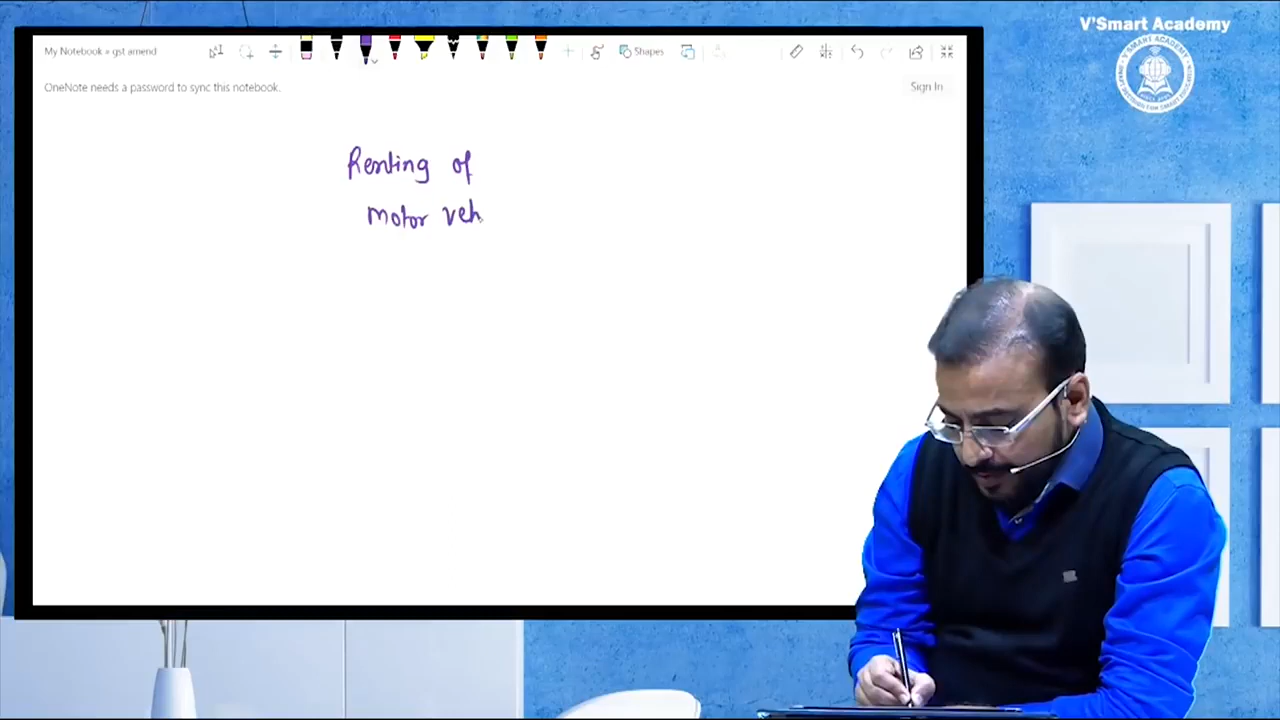 V'Smart Academy
My Notebook » gst amend
Shapes
OneNote needs a password to sync this notebook.
Sign In
Renting of
Motor veh